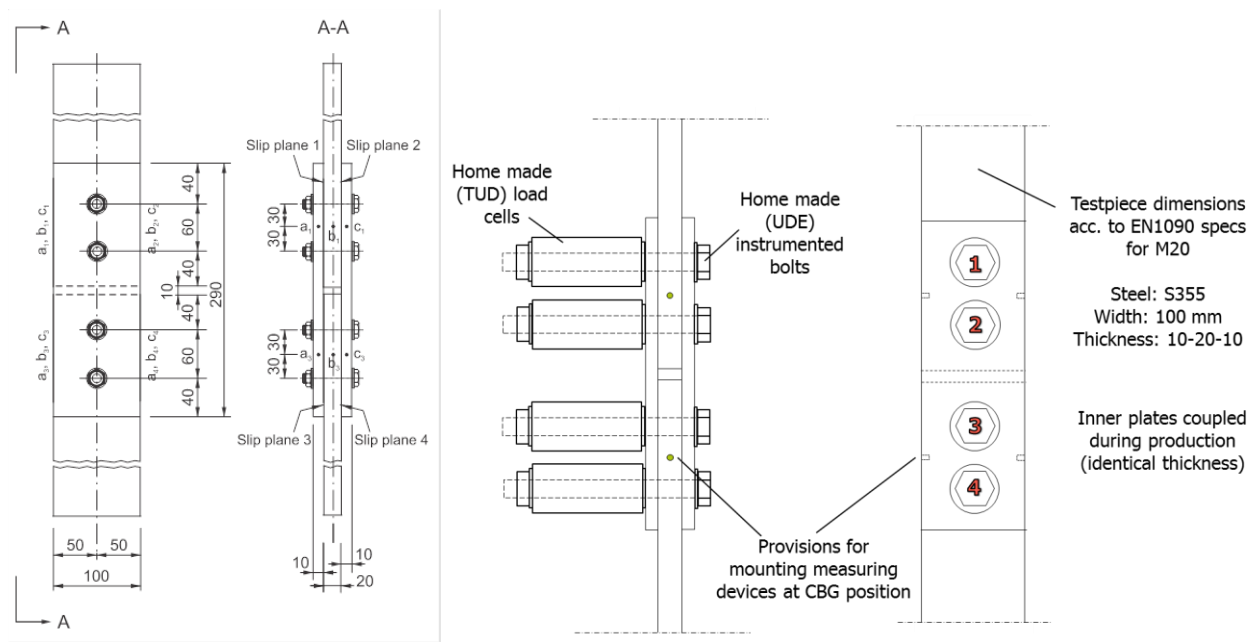 A
A-A
Slip plane 1
Slip plane 2
40
60
40
10
40
60
40
290
30
30
30
30
a₁, b₁, c₁
a₂, b₂, c₂
a₃, b₃, c₃
a₄, b₄, c₄
a₁
b₁
c₁
a₃
b₃
c₃
Slip plane 3
Slip plane 4
50
50
100
10
10
20
A
Home made
(TUD) load
cells
Home made
(UDE)
instrumented
bolts
1
2
3
4
Testpiece dimensions
acc. to EN1090 specs
for M20
Steel: S355
Width: 100 mm
Thickness: 10-20-10
Inner plates coupled
during production
(identical thickness)
Provisions for
mounting measuring
devices at CBG position